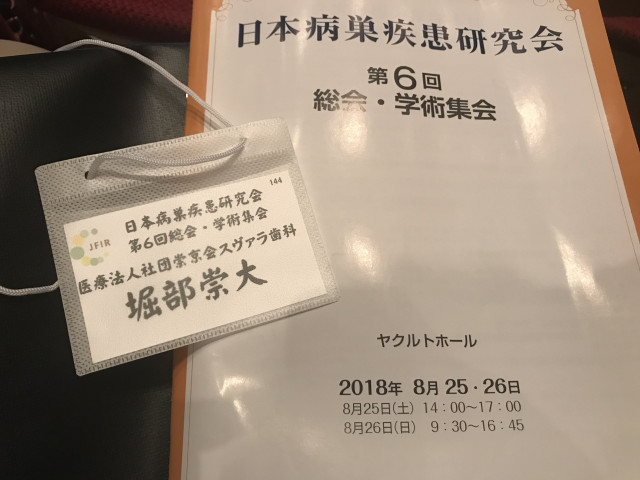 日本病巣疾患研究会
第6回
総会・学術集会
ヤクルトホール
2018年 8月25・26日
8月25日(土) 14:00～17:00
8月26日(日) 9:30～16:45
144
JFIR
日本病巣疾患研究会
第6回総会・学術集会
医療法人社団崇京会スヴァラ歯科
堀部崇大